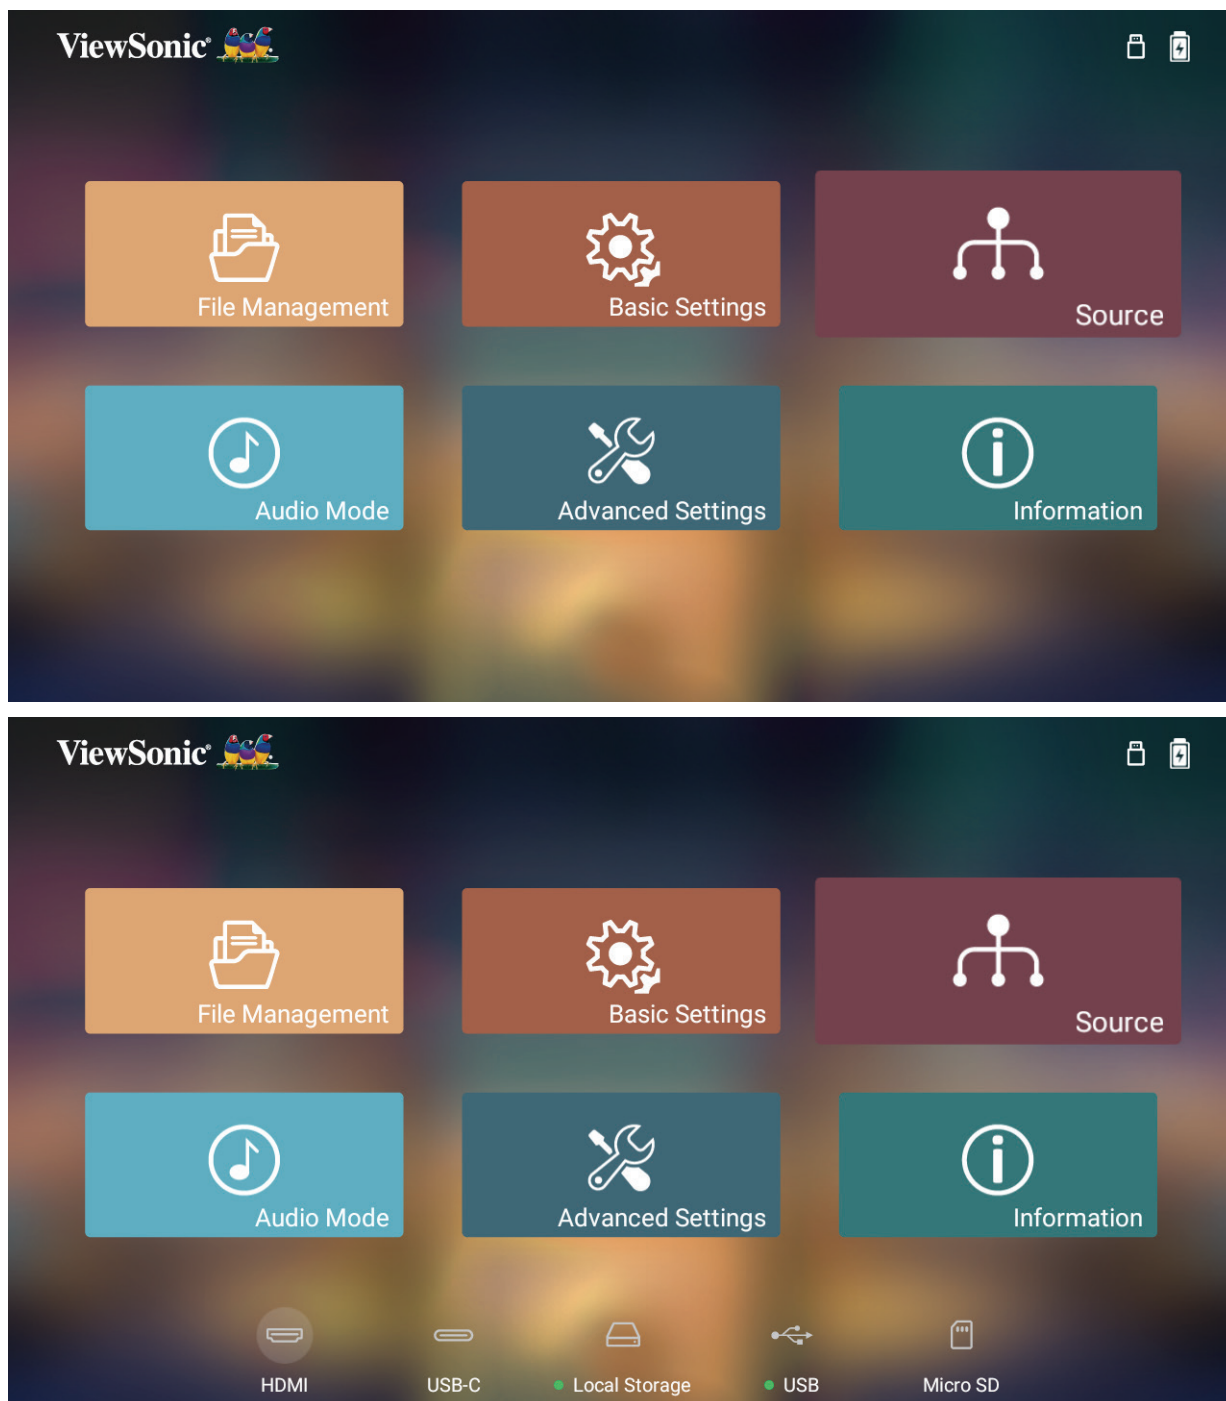 ViewSonic®
File Management
Basic Settings
Source
Audio Mode
Advanced Settings
Information
ViewSonic®
File Management
Basic Settings
Source
Audio Mode
Advanced Settings
Information
HDMI
USB-C
Local Storage
USB
Micro SD